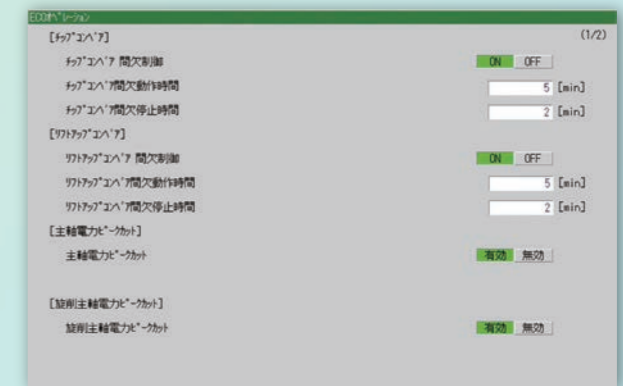 ECOｵﾍﾟﾚｰｼｮﾝ
[ﾁｯﾌﾟｺﾝﾍﾞｱ] (1/2)
ﾁｯﾌﾟｺﾝﾍﾞｱ 間欠制御 ON OFF
ﾁｯﾌﾟｺﾝﾍﾞｱ間欠動作時間 5 [min]
ﾁｯﾌﾟｺﾝﾍﾞｱ間欠停止時間 2 [min]
[ﾘﾌﾄｱｯﾌﾟｺﾝﾍﾞｱ]
ﾘﾌﾄｱｯﾌﾟｺﾝﾍﾞｱ 間欠制御 ON OFF
ﾘﾌﾄｱｯﾌﾟｺﾝﾍﾞｱ間欠動作時間 5 [min]
ﾘﾌﾄｱｯﾌﾟｺﾝﾍﾞｱ間欠停止時間 2 [min]
[主軸電力ﾋﾟｰｸｶｯﾄ]
主軸電力ﾋﾟｰｸｶｯﾄ 有効 無効
[旋削主軸電力ﾋﾟｰｸｶｯﾄ]
旋削主軸電力ﾋﾟｰｸｶｯﾄ 有効 無効